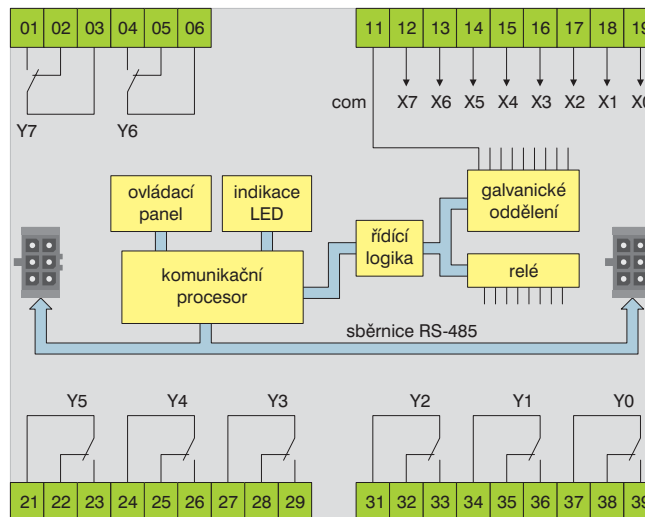 01 02 03 04 05 06 11 12 13 14 15 16 17 18 19
com X7 X6 X5 X4 X3 X2 X1 X0
Y7 Y6
ovládací
panel
indikace
LED
galvanické
oddělení
řídící
logika
komunikační
procesor
relé
sběrnice RS-485
Y5 Y4 Y3 Y2 Y1 Y0
21 22 23 24 25 26 27 28 29 31 32 33 34 35 36 37 38 39